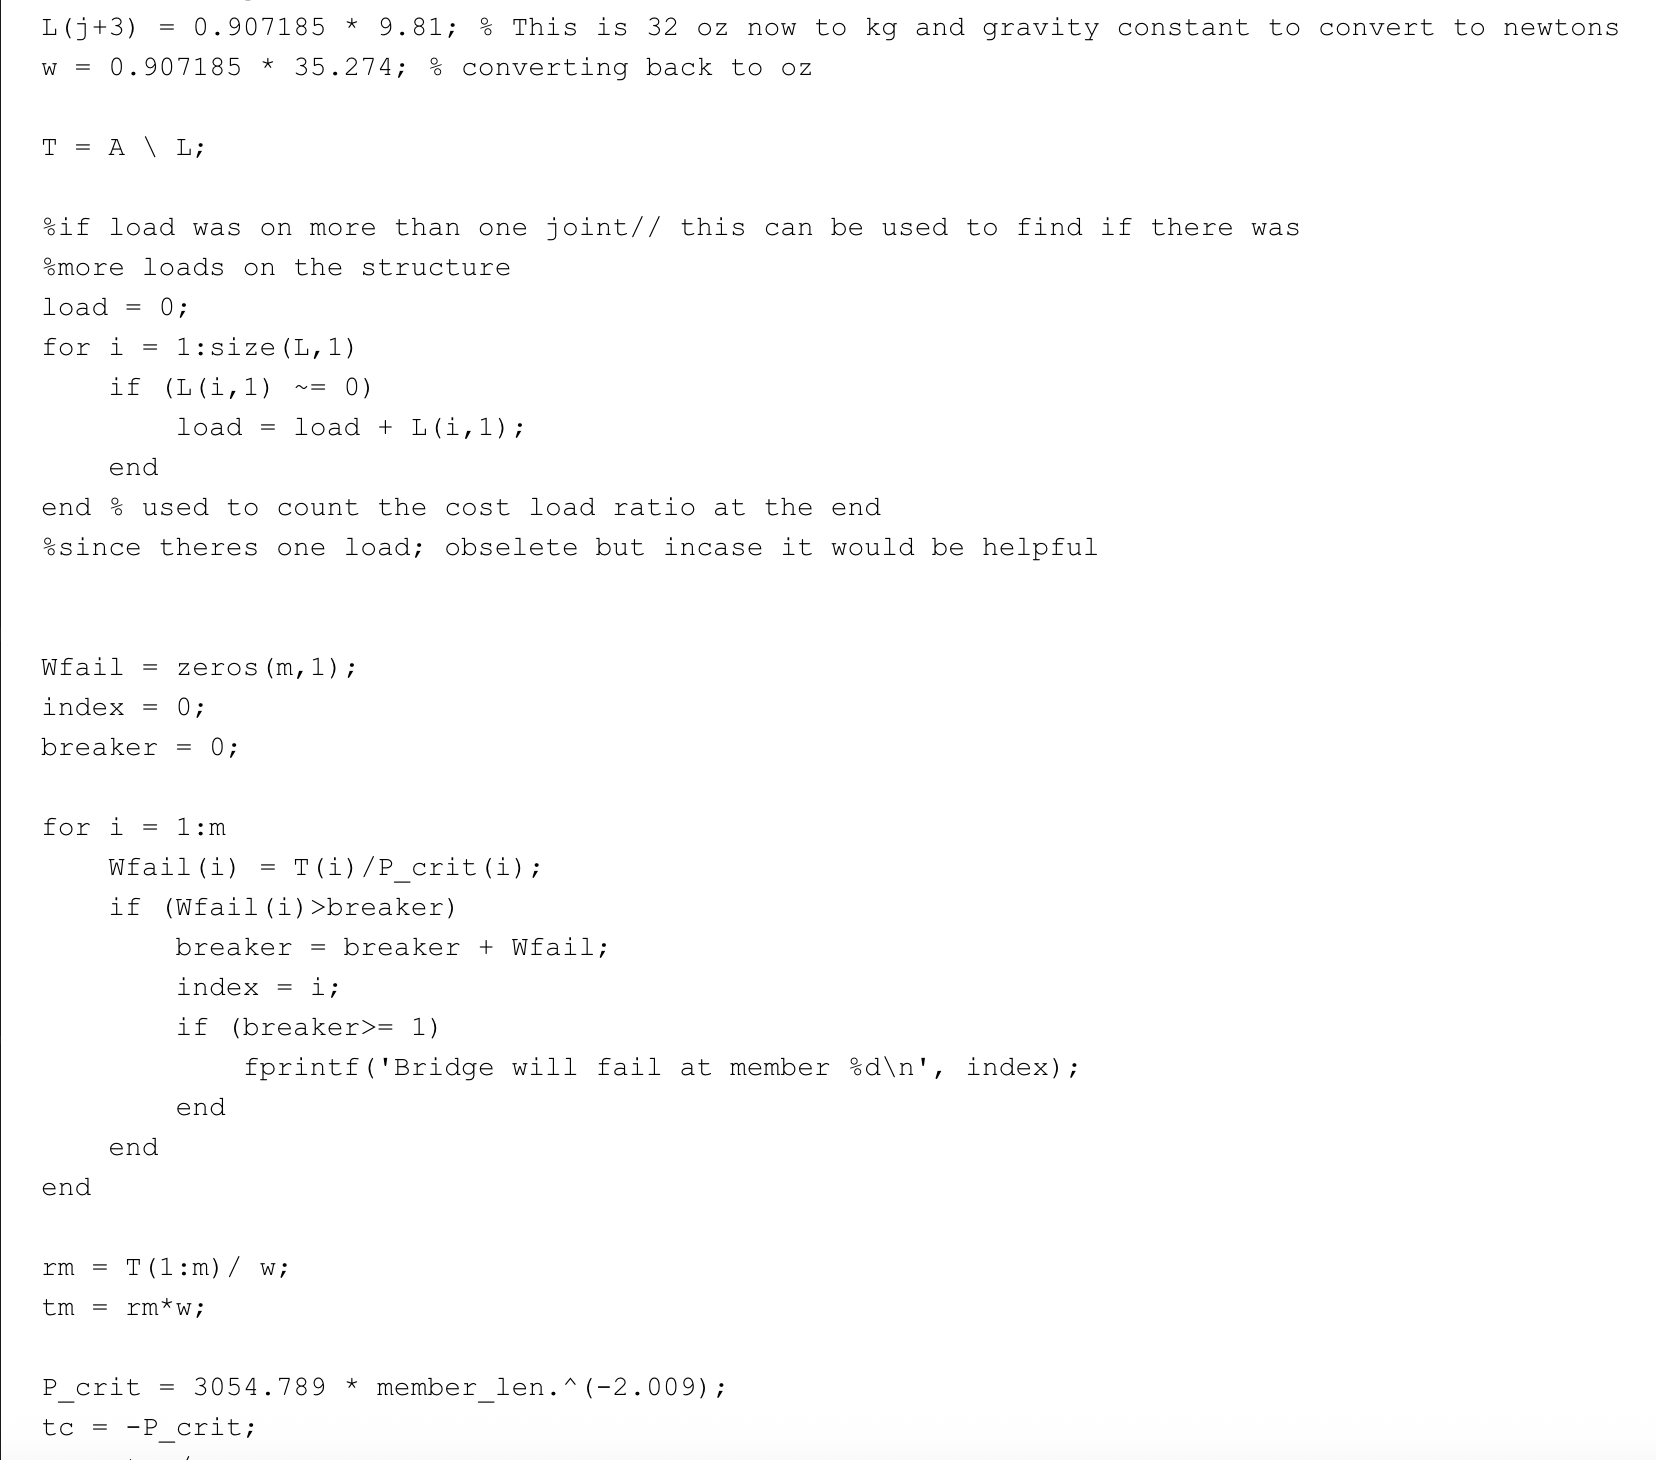 L(j+3) = 0.907185 * 9.81; % This is 32 oz now to kg and gravity constant to convert to newtons
w = 0.907185 * 35.274; % converting back to oz
T = A \ L;
%if load was on more than one joint// this can be used to find if there was
%more loads on the structure
load = 0;
for i = 1:size(L,1)
    if (L(i,1) ~= 0)
        load = load + L(i,1);
    end
end % used to count the cost load ratio at the end
%since theres one load; obselete but incase it would be helpful
Wfail = zeros(m,1);
index = 0;
breaker = 0;
for i = 1:m
    Wfail(i) = T(i)/P_crit(i);
    if (Wfail(i)>breaker)
        breaker = breaker + Wfail;
        index = i;
        if (breaker>= 1)
            fprintf('Bridge will fail at member %d\n', index);
        end
    end
end
rm = T(1:m)/ w;
tm = rm*w;
P_crit = 3054.789 * member_len.^(-2.009);
tc = -P_crit;